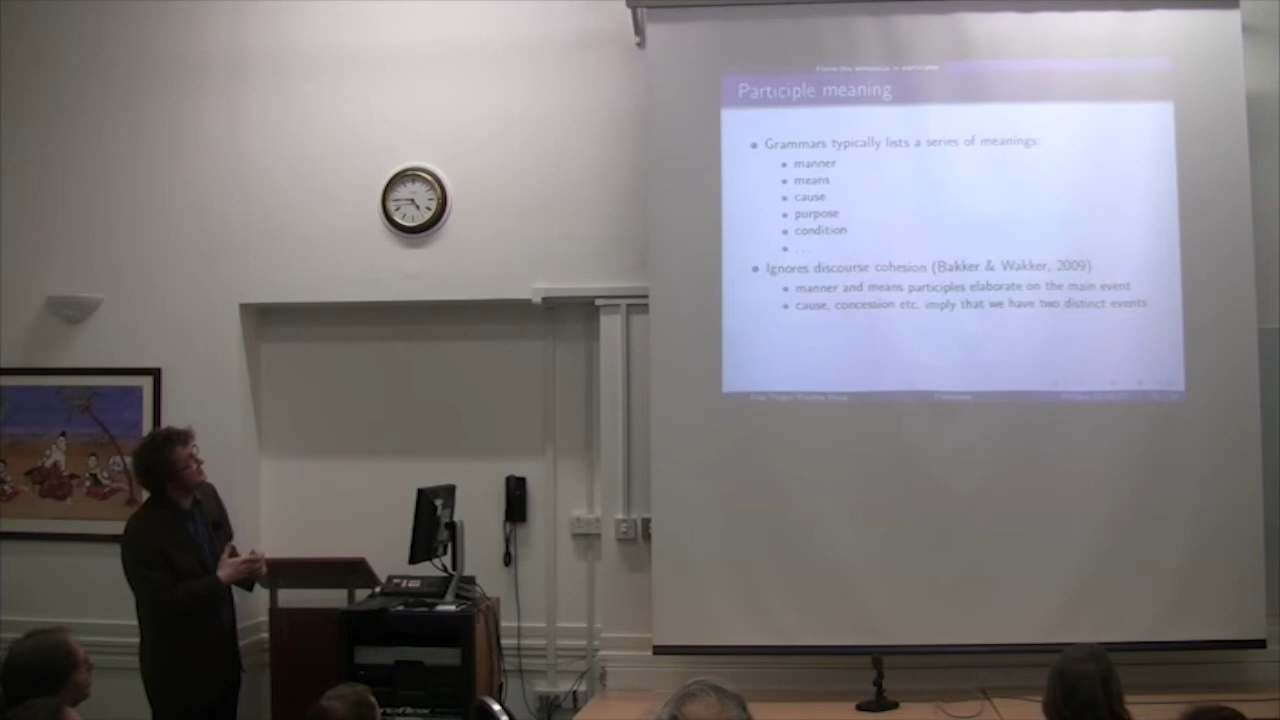 Participle meaning
Grammars typically lists a series of meanings:
manner
means
cause
purpose
condition
...
Ignores discourse cohesion (Bakker & Wakker, 2009)
manner and means participles elaborate on the main event
cause, concession etc. imply that we have two distinct events